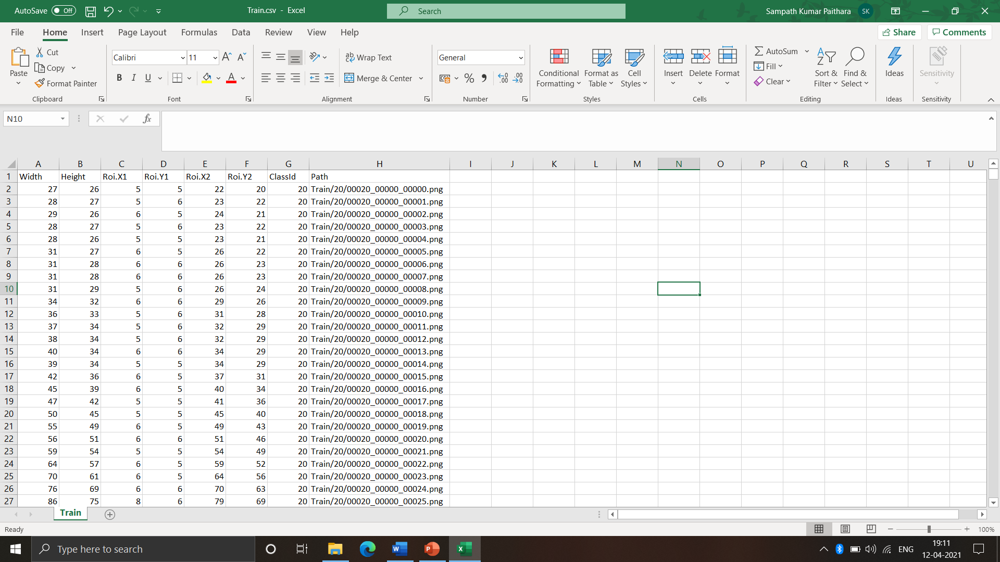 AutoSave Off Train.csv - Excel Search Sampath Kumar Paithara SK
File Home Insert Page Layout Formulas Data Review View Help Share Comments
Paste Cut Copy Format Painter Clipboard
Calibri 11 B I U A Font
ab Wrap Text Merge & Center Alignment
General % Number
Conditional Formatting Format as Table Cell Styles Styles
Insert Delete Format Cells
AutoSum Fill Clear Sort & Filter Find & Select Editing
Ideas Ideas
Sensitivity Sensitivity
N10 fx
A B C D E F G H I J K L M N O P Q R S T U
1 Width Height Roi.X1 Roi.Y1 Roi.X2 Roi.Y2 ClassId Path
2 27 26 5 5 22 20 20 Train/20/00020_00000_00000.png
3 28 27 5 6 23 22 20 Train/20/00020_00000_00001.png
4 29 26 6 5 24 21 20 Train/20/00020_00000_00002.png
5 28 27 5 6 23 22 20 Train/20/00020_00000_00003.png
6 28 26 5 5 23 21 20 Train/20/00020_00000_00004.png
7 31 27 6 5 26 22 20 Train/20/00020_00000_00005.png
8 31 28 6 6 26 23 20 Train/20/00020_00000_00006.png
9 31 28 6 6 26 23 20 Train/20/00020_00000_00007.png
10 31 29 5 6 26 24 20 Train/20/00020_00000_00008.png
11 34 32 6 6 29 26 20 Train/20/00020_00000_00009.png
12 36 33 5 6 31 28 20 Train/20/00020_00000_00010.png
13 37 34 5 6 32 29 20 Train/20/00020_00000_00011.png
14 38 34 5 6 32 29 20 Train/20/00020_00000_00012.png
15 40 34 6 6 34 29 20 Train/20/00020_00000_00013.png
16 39 34 5 5 34 29 20 Train/20/00020_00000_00014.png
17 42 36 6 5 37 31 20 Train/20/00020_00000_00015.png
18 45 39 6 5 40 34 20 Train/20/00020_00000_00016.png
19 47 42 5 5 41 36 20 Train/20/00020_00000_00017.png
20 50 45 5 5 45 40 20 Train/20/00020_00000_00018.png
21 55 49 6 5 49 43 20 Train/20/00020_00000_00019.png
22 56 51 6 6 51 46 20 Train/20/00020_00000_00020.png
23 59 54 5 5 54 49 20 Train/20/00020_00000_00021.png
24 64 57 6 5 59 52 20 Train/20/00020_00000_00022.png
25 70 61 6 5 64 56 20 Train/20/00020_00000_00023.png
26 76 69 6 6 70 63 20 Train/20/00020_00000_00024.png
27 86 75 8 6 79 69 20 Train/20/00020_00000_00025.png
Train
Ready 100%
Type here to search ENG 19:11
12-04-2021